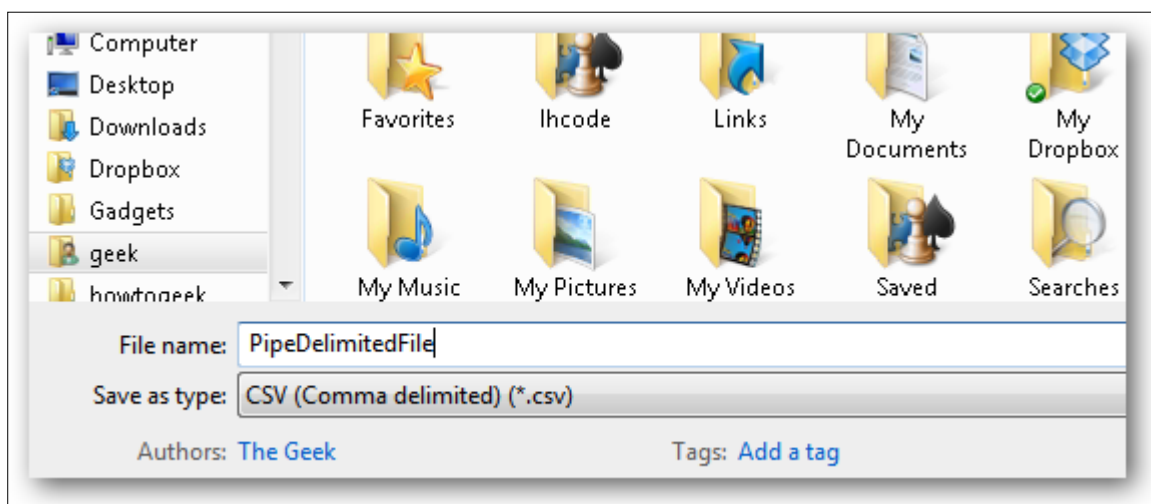 Computer
Desktop
Downloads
Dropbox
Gadgets
geek
howtogeek
Favorites
lhcode
Links
My Documents
My Dropbox
My Music
My Pictures
My Videos
Saved
Searches
File name: PipeDelimitedFile
Save as type: CSV (Comma delimited) (*.csv)
Authors: The Geek
Tags: Add a tag